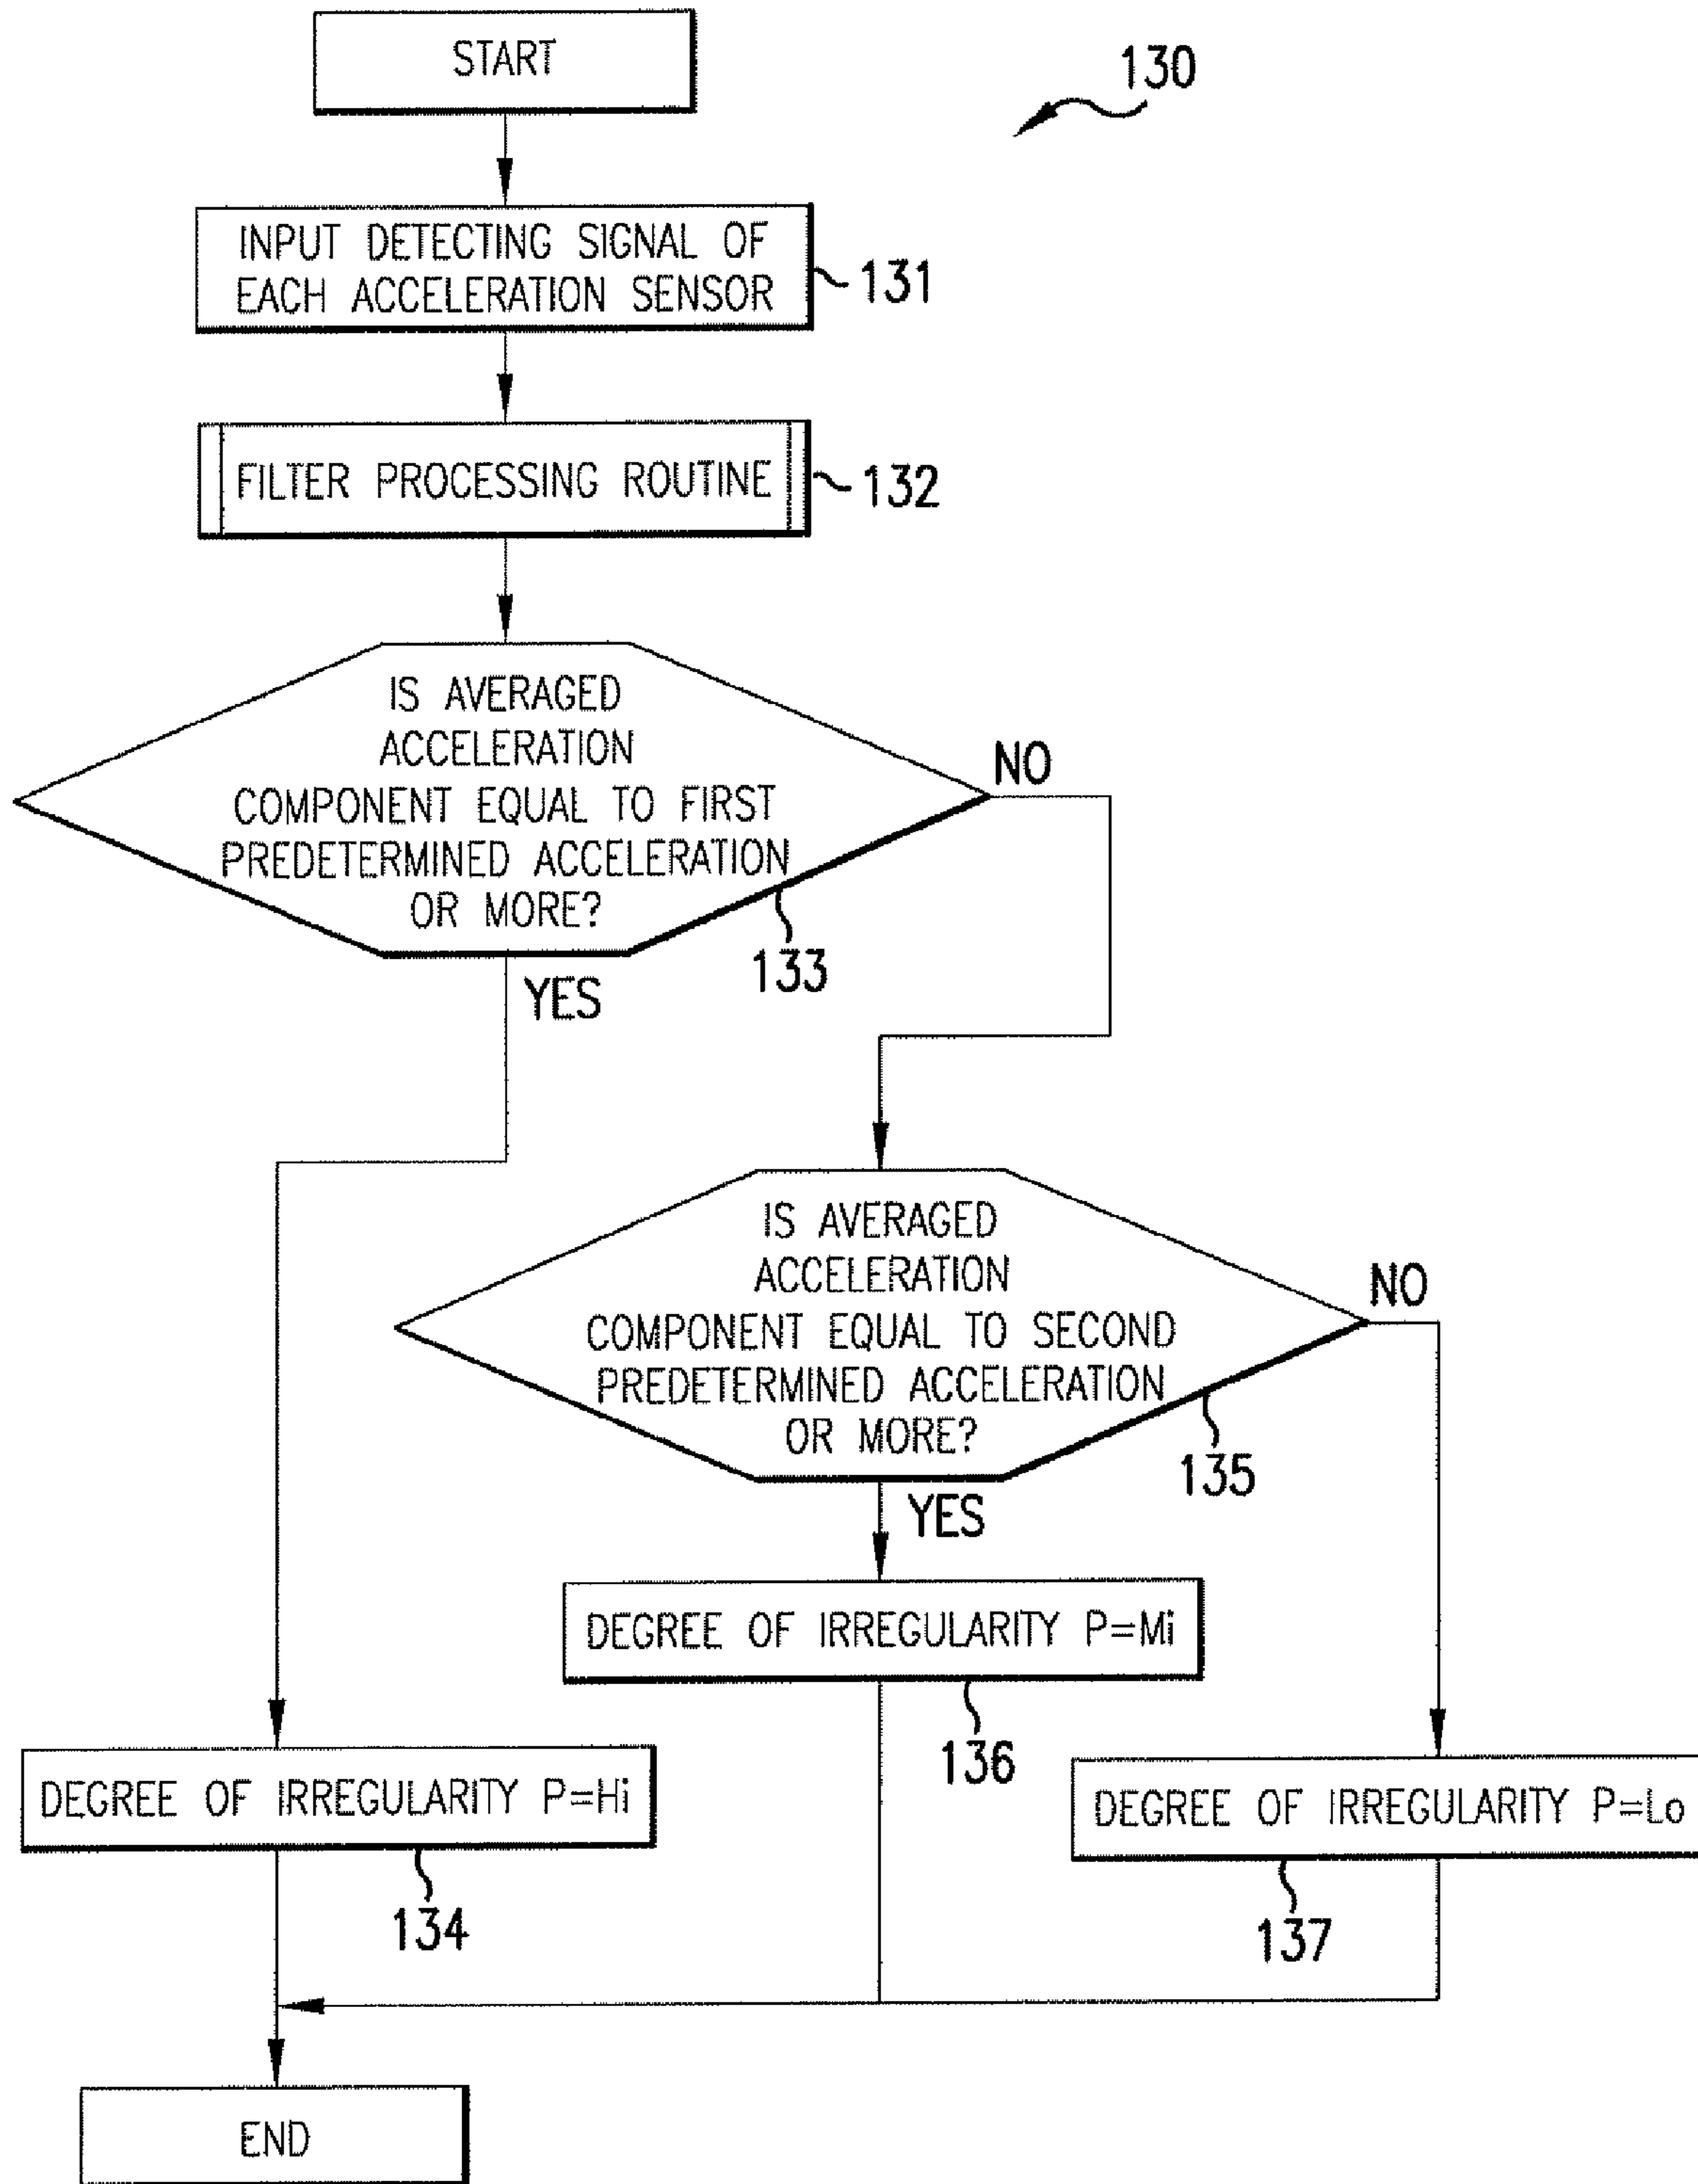 START
130
INPUT DETECTING SIGNAL OF
EACH ACCELERATION SENSOR
131
FILTER PROCESSING ROUTINE
132
IS AVERAGED
ACCELERATION
COMPONENT EQUAL TO FIRST
PREDETERMINED ACCELERATION
OR MORE?
NO
133
YES
IS AVERAGED
ACCELERATION
COMPONENT EQUAL TO SECOND
PREDETERMINED ACCELERATION
OR MORE?
NO
135
YES
DEGREE OF IRREGULARITY P=Mi
136
DEGREE OF IRREGULARITY P=Hi
134
DEGREE OF IRREGULARITY P=Lo
137
END